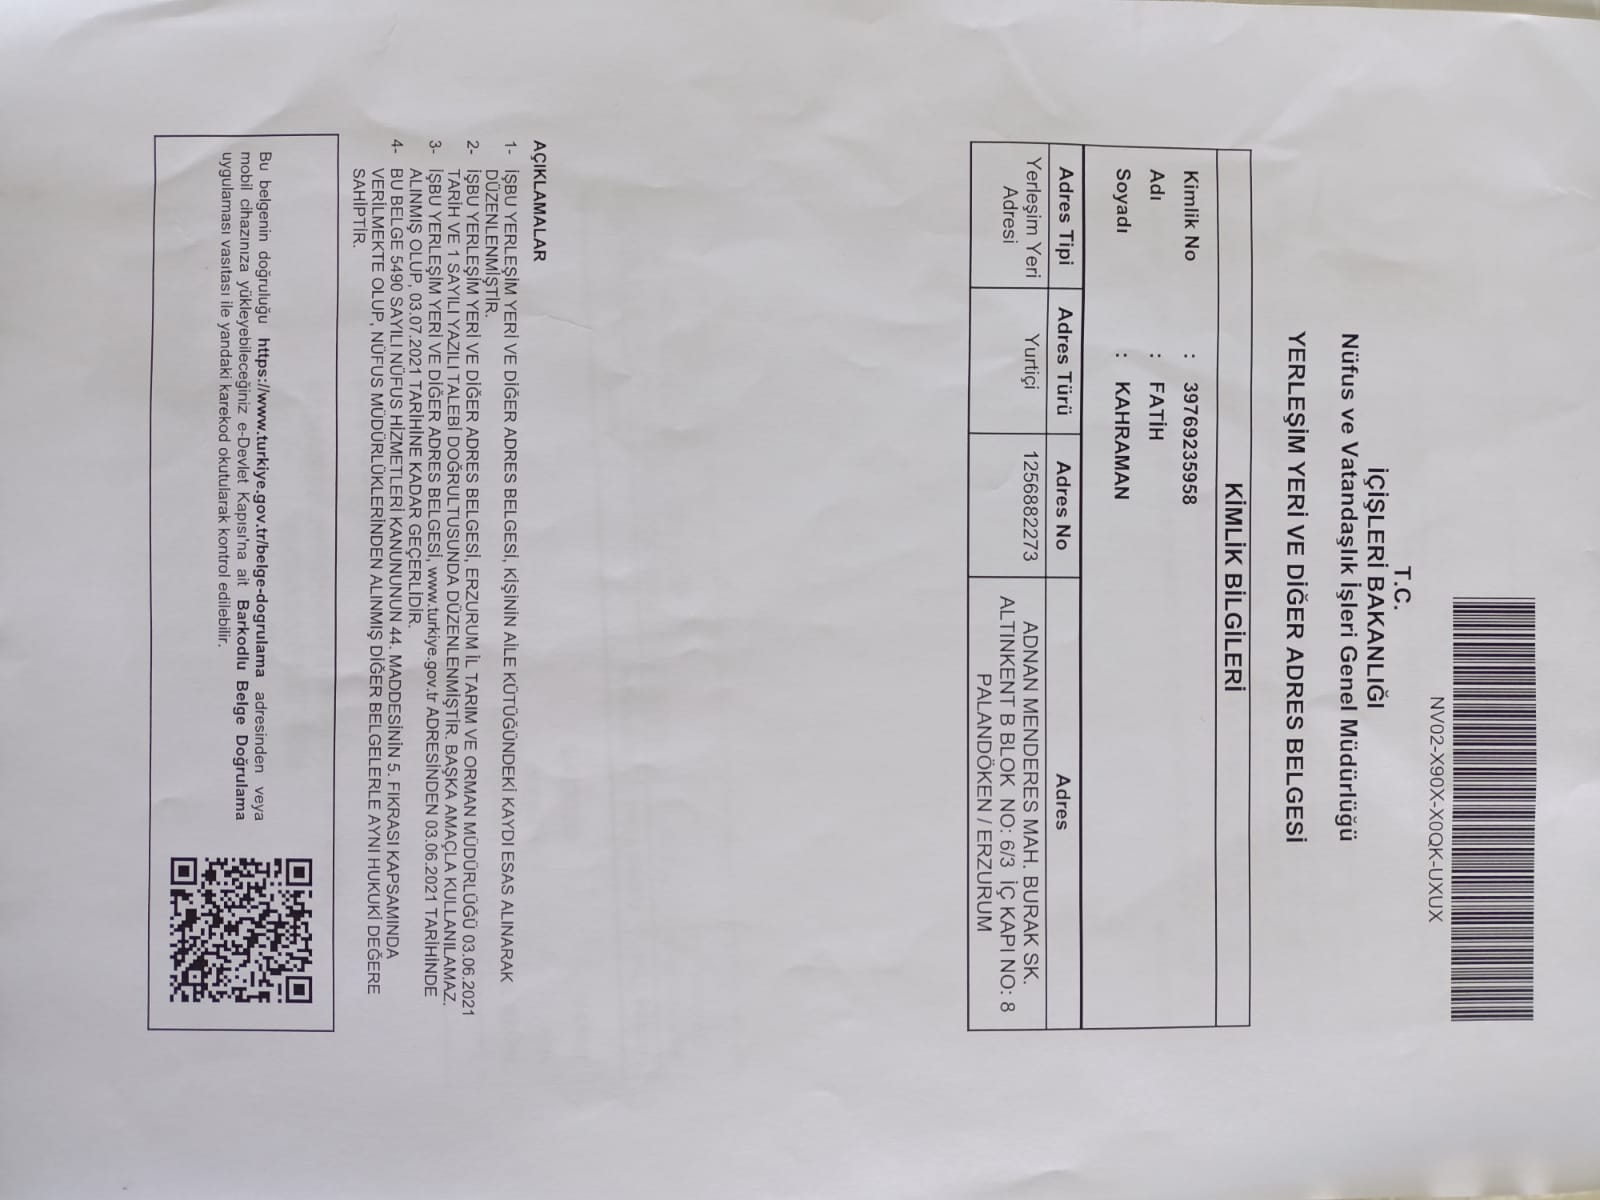 NV02-X90X-X0QK-UXUX
T.C.
İÇİŞLERİ BAKANLIĞI
Nüfus ve Vatandaşlık İşleri Genel Müdürlüğü
YERLEŞİM YERİ VE DİĞER ADRES BELGESİ
KİMLİK BİLGİLERİ
Kimlik No : 39769235958
Adı : FATİH
Soyadı : KAHRAMAN
Adres Tipi Adres Türü Adres No Adres
Yerleşim Yeri Adresi Yurtiçi 1256882273 ADNAN MENDERES MAH. BURAK SK.
ALTINKENT B BLOK NO: 6/3 İÇ KAPI NO: 8
PALANDÖKEN / ERZURUM
AÇIKLAMALAR
1- İŞBU YERLEŞİM YERİ VE DİĞER ADRES BELGESİ, KİŞİNİN AİLE KÜTÜĞÜNDEKİ KAYDI ESAS ALINARAK
DÜZENLENMİŞTİR.
2- İŞBU YERLEŞİM YERİ VE DİĞER ADRES BELGESİ, ERZURUM İL TARIM VE ORMAN MÜDÜRLÜĞÜ 03.06.2021
TARİH VE 1 SAYILI YAZILI TALEBİ DOĞRULTUSUNDA DÜZENLENMİŞTİR. BAŞKA AMAÇLA KULLANILAMAZ.
3- İŞBU YERLEŞİM YERİ VE DİĞER ADRES BELGESİ, www.turkiye.gov.tr ADRESİNDEN 03.06.2021 TARİHİNDE
ALINMIŞ OLUP, 03.07.2021 TARİHİNE KADAR GEÇERLİDİR.
4- BU BELGE 5490 SAYILI NÜFUS HİZMETLERİ KANUNUNUN 44. MADDESİNİN 5. FIKRASI KAPSAMINDA
VERİLMEKTE OLUP, NÜFUS MÜDÜRLÜKLERİNDEN ALINMIŞ DİĞER BELGELERLE AYNI HUKUKİ DEĞERE
SAHİPTİR.
Bu belgenin doğruluğu https://www.turkiye.gov.tr/belge-dogrulama adresinden veya
mobil cihazınıza yükleyebileceğiniz e-Devlet Kapısı'na ait Barkodlu Belge Doğrulama
uygulaması vasıtası ile yandaki karekod okutularak kontrol edilebilir.